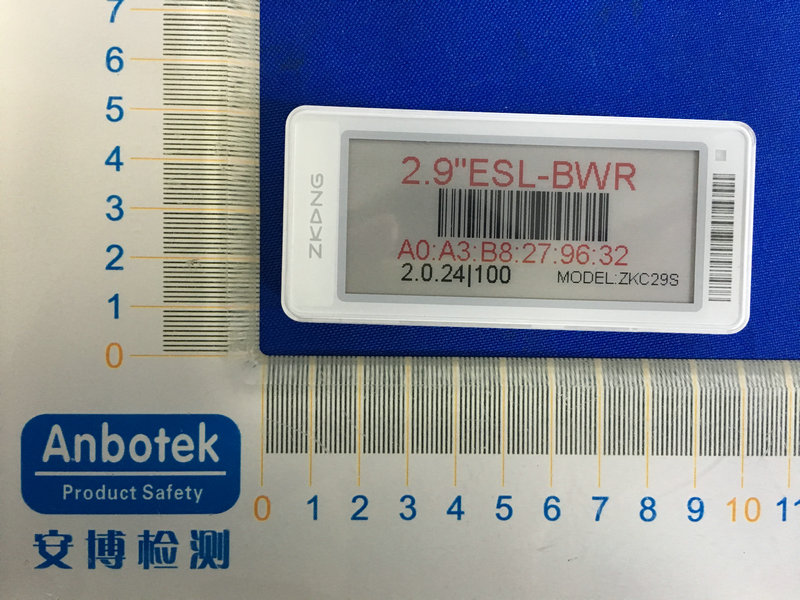 7
6
5
4
3
2
1
0
ZKDNG
2.9"ESL-BWR
A0:A3:B8:27:96:32
2.0.24|100 MODEL:ZKC29S
Anbotek
Product Safety
安博检测
0 1 2 3 4 5 6 7 8 9 10 11